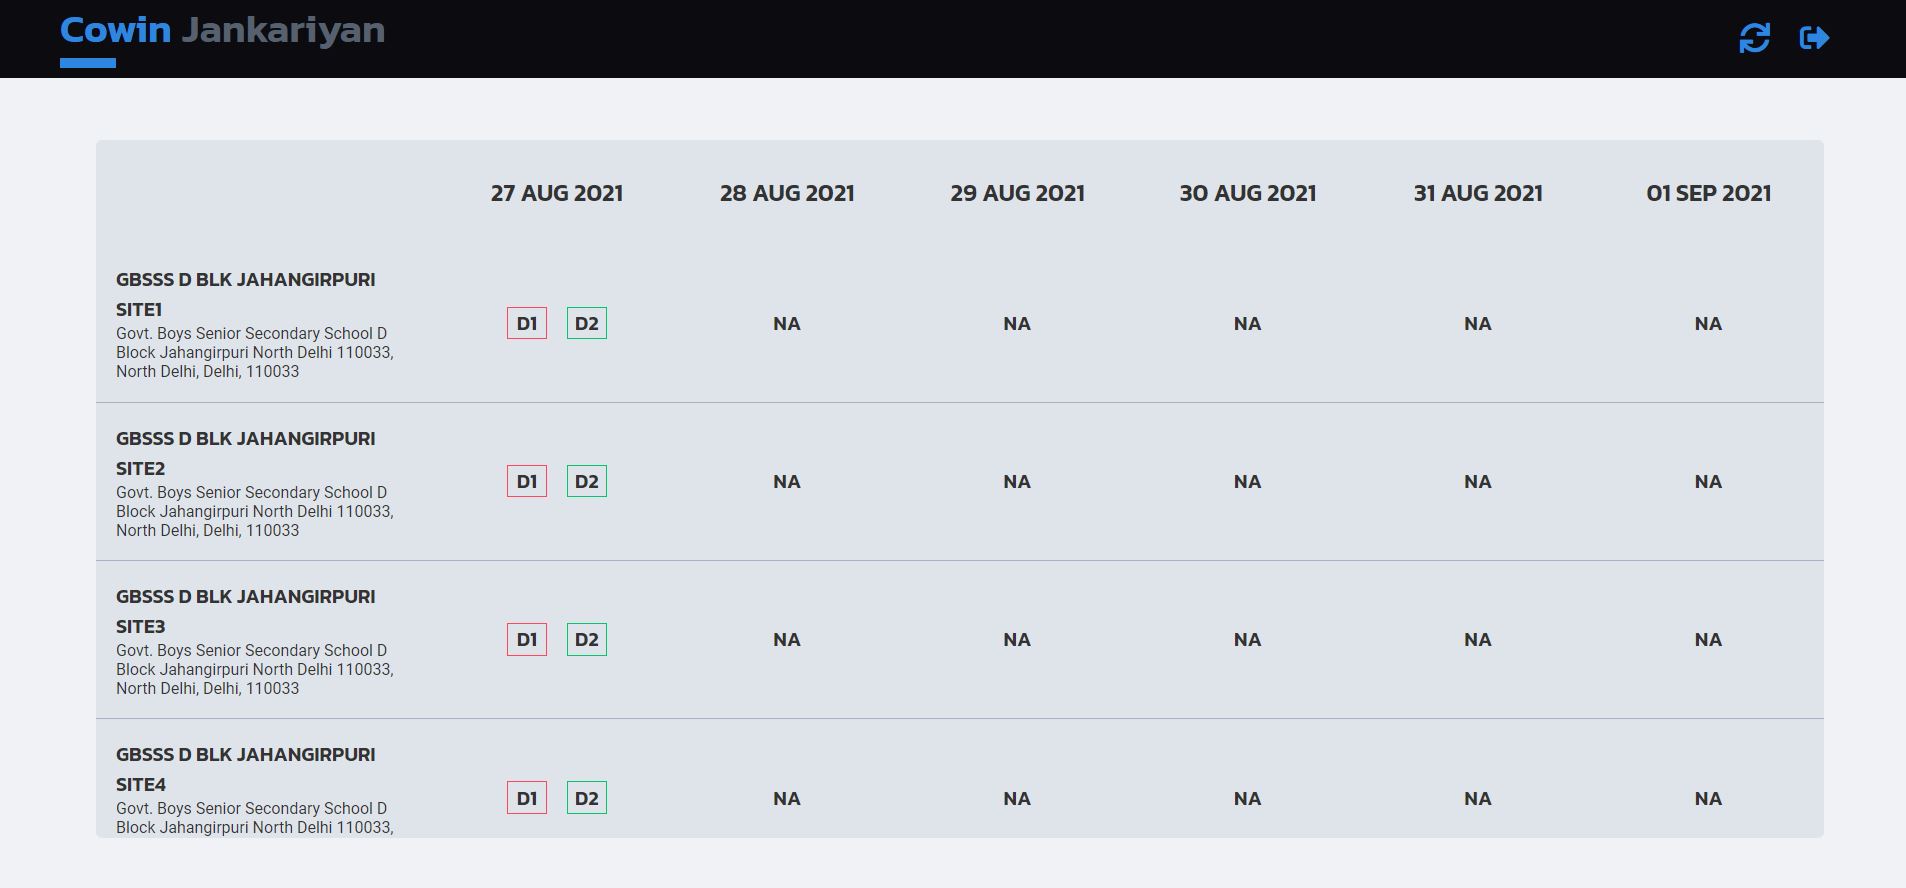 Cowin Jankariyan
27 AUG 2021 28 AUG 2021 29 AUG 2021 30 AUG 2021 31 AUG 2021 01 SEP 2021
GBSSS D BLK JAHANGIRPURI
SITE1
Govt. Boys Senior Secondary School D
Block Jahangirpuri North Delhi 110033,
North Delhi, Delhi, 110033
D1 D2 NA NA NA NA NA
GBSSS D BLK JAHANGIRPURI
SITE2
Govt. Boys Senior Secondary School D
Block Jahangirpuri North Delhi 110033,
North Delhi, Delhi, 110033
D1 D2 NA NA NA NA NA
GBSSS D BLK JAHANGIRPURI
SITE3
Govt. Boys Senior Secondary School D
Block Jahangirpuri North Delhi 110033,
North Delhi, Delhi, 110033
D1 D2 NA NA NA NA NA
GBSSS D BLK JAHANGIRPURI
SITE4
Govt. Boys Senior Secondary School D
Block Jahangirpuri North Delhi 110033,
D1 D2 NA NA NA NA NA